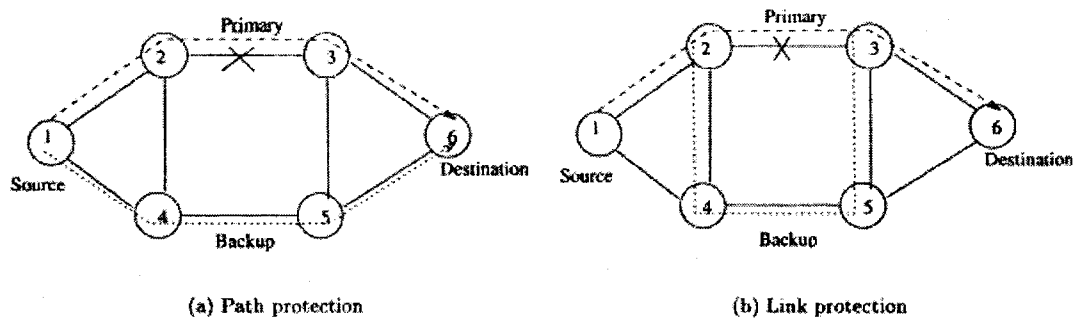 Primary
2
3
1
6
Source
Destination
4
5
Backup
(a) Path protection
Primary
2
3
1
6
Source
Destination
4
5
Backup
(b) Link protection